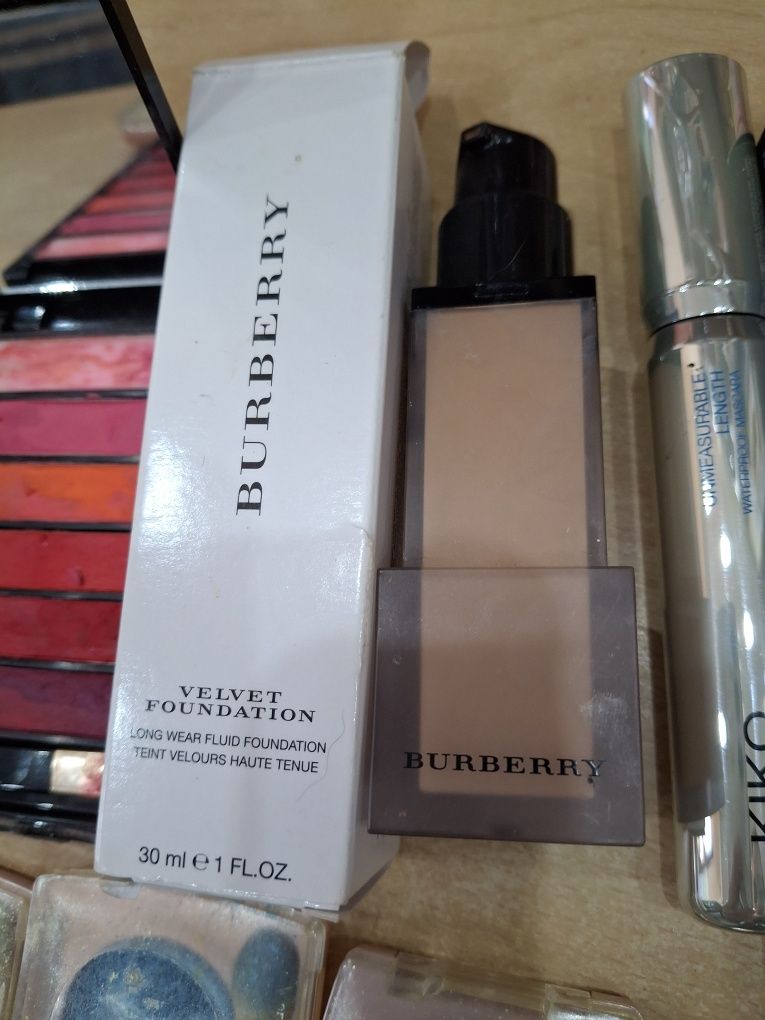 BURBERRY
VELVET
FOUNDATION
LONG WEAR FLUID FOUNDATION
TEINT VELOURS HAUTE TENUE
30 ml ℮ 1 FL.OZ.
BURBERRY
UNMEASURABLE
LENGTH
WATERPROOF MASCARA
KIKO